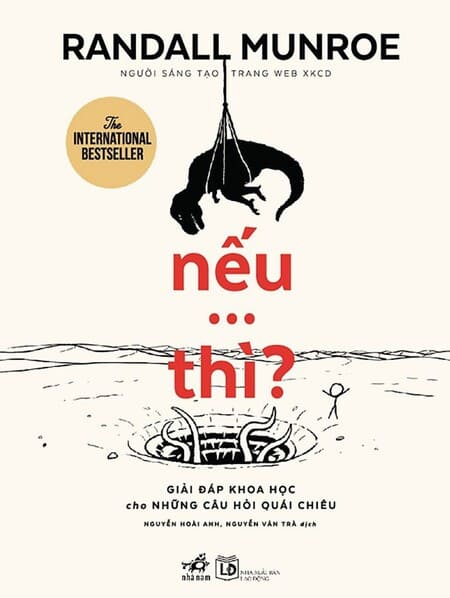 RANDALL MUNROE
NGƯỜI SÁNG TẠO TRANG WEB XKCD
The
INTERNATIONAL
BESTSELLER
nếu
...
thì?
GIẢI ĐÁP KHOA HỌC
cho NHỮNG CÂU HỎI QUÁI CHIÊU
NGUYỄN HOÀI ANH, NGUYỄN VĂN TRÀ dịch
nhã nam
LĐ
NHÀ XUẤT BẢN
LAO ĐỘNG